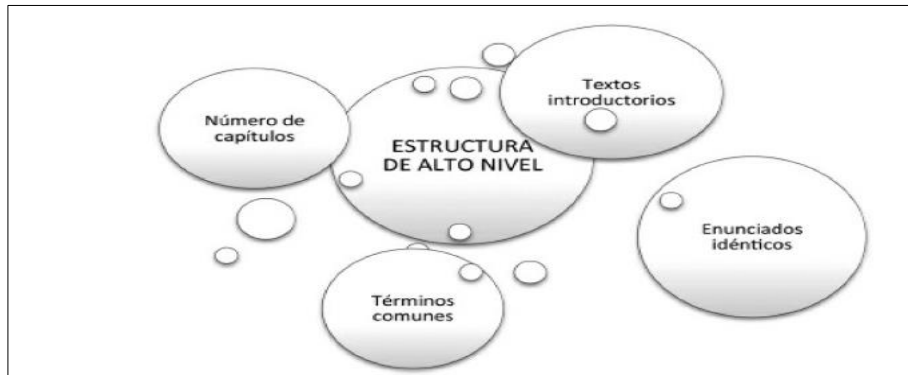 Textos
introductorios
Número de
capítulos
ESTRUCTURA
DE ALTO NIVEL
Enunciados
idénticos
Términos
comunes